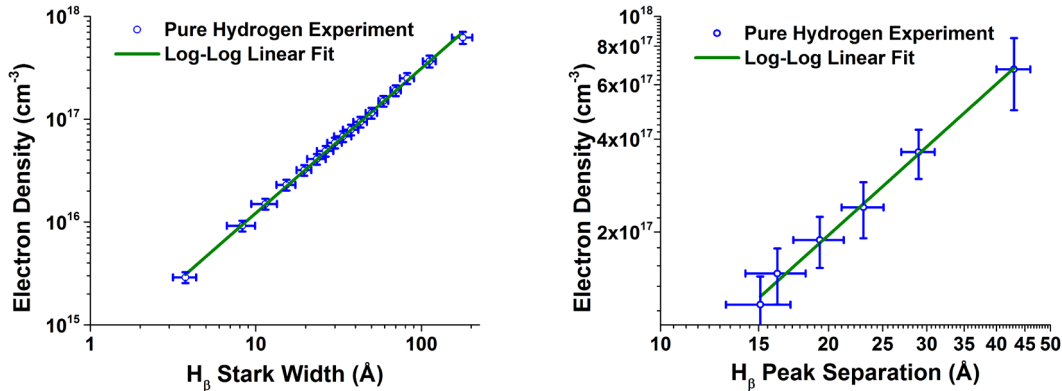 10^18
Pure Hydrogen Experiment
Log-Log Linear Fit
10^17
10^16
10^15
Electron Density (cm^-3)
1
10
100
H_β Stark Width (Å)
10^18
8x10^17
6x10^17
4x10^17
2x10^17
Electron Density (cm^-3)
Pure Hydrogen Experiment
Log-Log Linear Fit
10
15
20
25
30
35
40
45
50
H_β Peak Separation (Å)